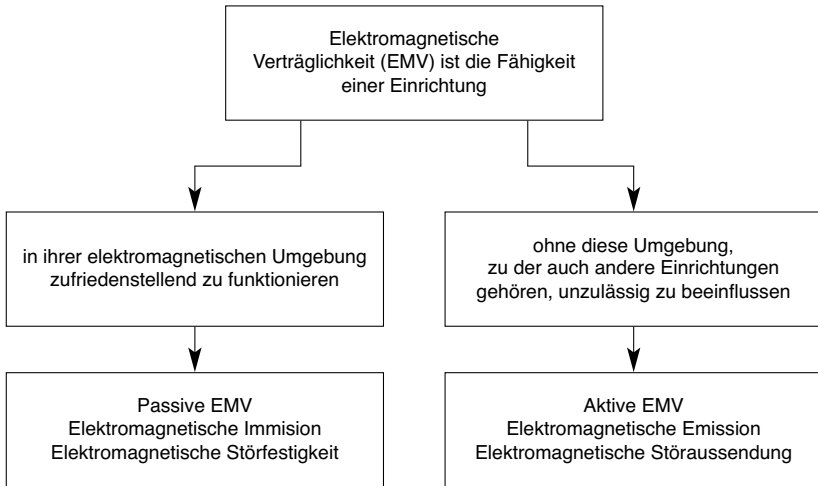 Elektromagnetische
Verträglichkeit (EMV) ist die Fähigkeit
einer Einrichtung
in ihrer elektromagnetischen Umgebung
zufriedenstellend zu funktionieren
ohne diese Umgebung,
zu der auch andere Einrichtungen
gehören, unzulässig zu beeinflussen
Passive EMV
Elektromagnetische Immision
Elektromagnetische Störfestigkeit
Aktive EMV
Elektromagnetische Emission
Elektromagnetische Störaussendung